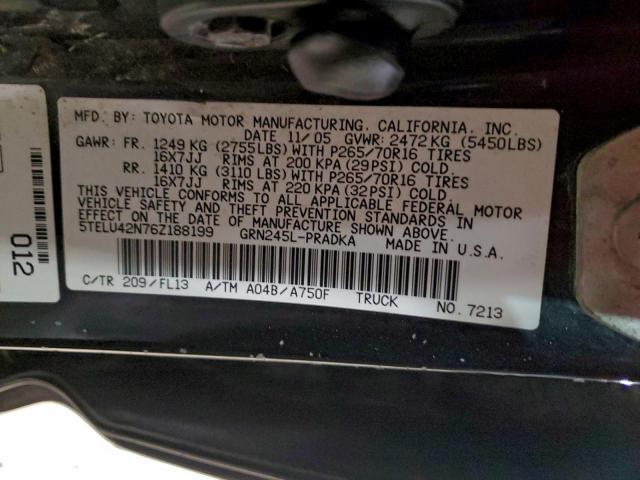 MFD. BY: TOYOTA MOTOR MANUFACTURING, CALIFORNIA, INC.
DATE 11/05 GVWR: 2472 KG (5450LBS)
GAWR: FR. 1249 KG (2755LBS) WITH P265/70R16 TIRES
16X7JJ RIMS AT 200 KPA (29PSI) COLD.
RR. 1410 KG (3110 LBS) WITH P265/70R16 TIRES
16X7JJ RIMS AT 220 KPA (32PSI) COLD.
THIS VEHICLE CONFORMS TO ALL APPLICABLE FEDERAL MOTOR
VEHICLE SAFETY AND THEFT PREVENTION STANDARDS IN
EFFECT ON THE DATE OF MANUFACTURE SHOWN ABOVE.
5TELU42N76Z188199 GRN245L-PRADKA MADE IN U.S.A.
C/TR 209/FL13 A/TM A04B/A750F TRUCK NO. 7213
012